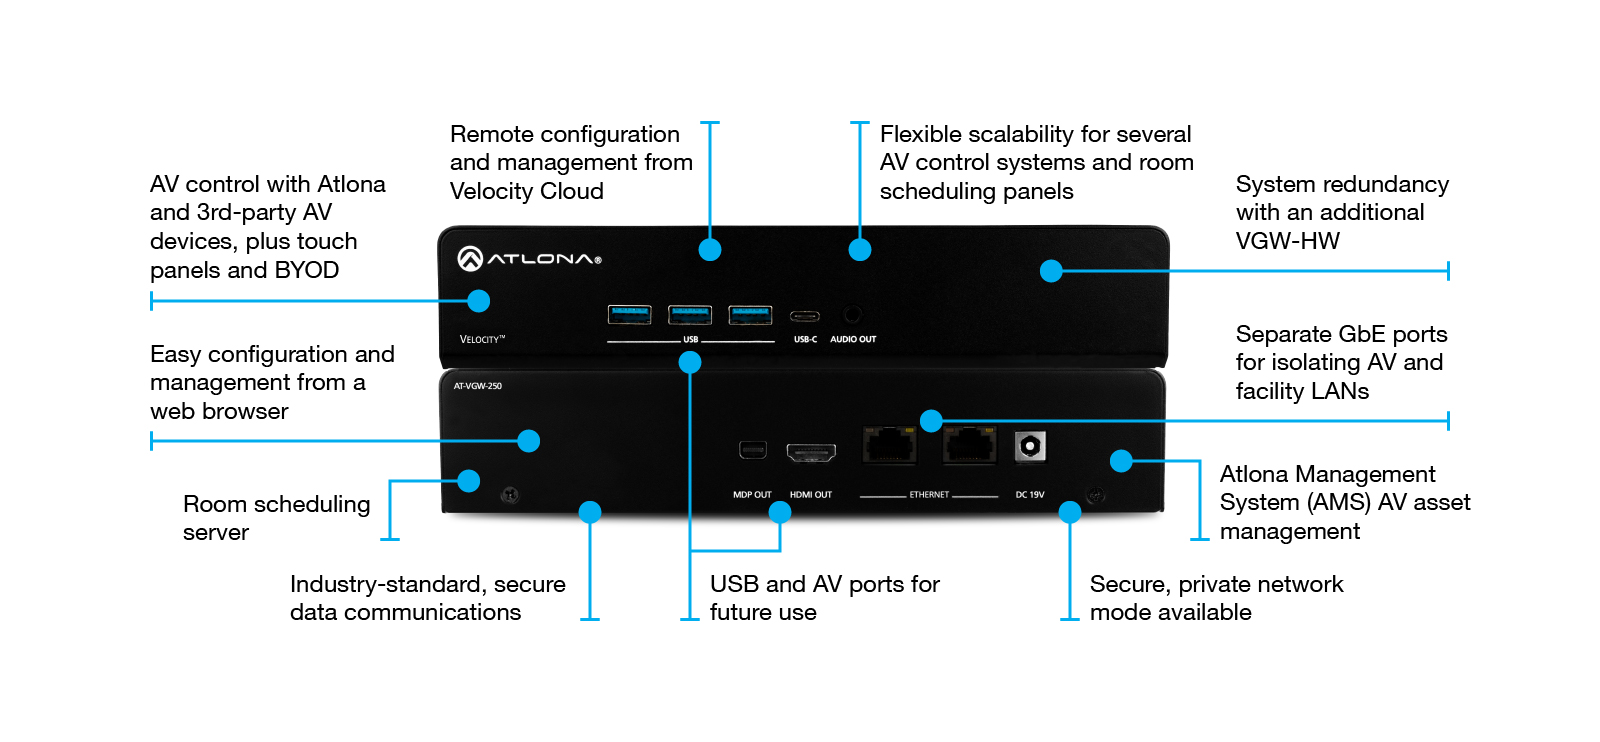 Remote configuration
and management from
Velocity Cloud
Flexible scalability for several
AV control systems and room
scheduling panels
AV control with Atlona
and 3rd-party AV
devices, plus touch
panels and BYOD
System redundancy
with an additional
VGW-HW
ATLONA®
VELOCITY™
USB
USB-C
AUDIO OUT
Easy configuration and
management from a
web browser
Separate GbE ports
for isolating AV and
facility LANs
AT-VGW-250
MDP OUT
HDMI OUT
ETHERNET
DC 19V
Room scheduling
server
Atlona Management
System (AMS) AV asset
management
Industry-standard, secure
data communications
USB and AV ports for
future use
Secure, private network
mode available